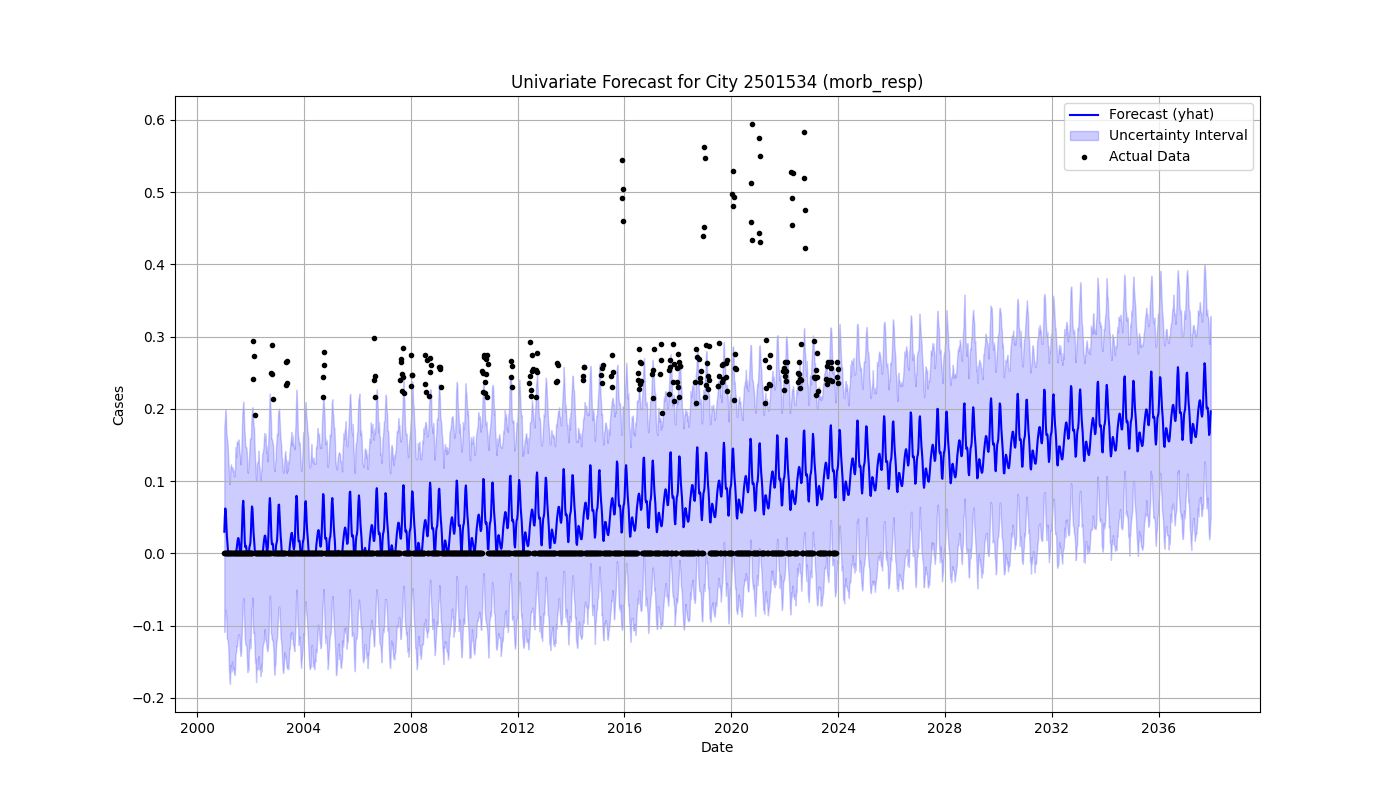 Univariate Forecast for City 2501534 (morb_resp)
Forecast (yhat)
Uncertainty Interval
Actual Data
Cases
0.6
0.5
0.4
0.3
0.2
0.1
0.0
−0.1
−0.2
2000 2004 2008 2012 2016 2020 2024 2028 2032 2036
Date